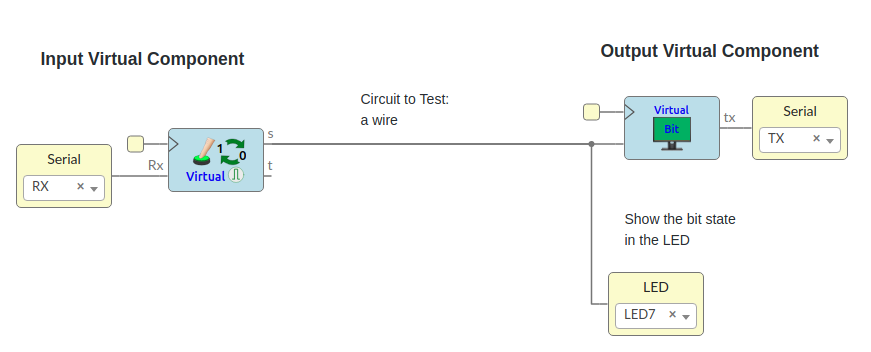 Input Virtual Component
Output Virtual Component
Circuit to Test:
a wire
Serial
RX
Rx
1
0
Virtual
s
t
Virtual
Bit
tx
Serial
TX
Show the bit state
in the LED
LED
LED7